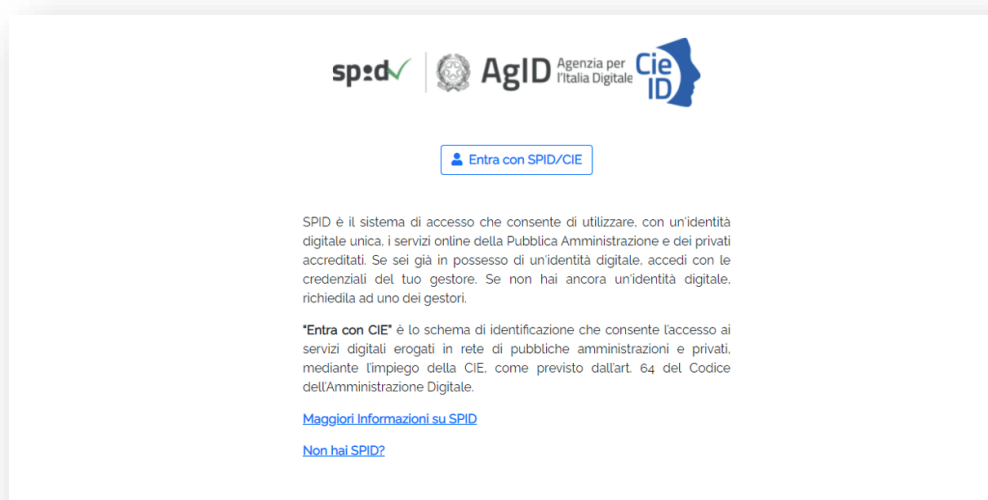 spid AgID Agenzia per l'Italia Digitale Cie ID
Entra con SPID/CIE
SPID è il sistema di accesso che consente di utilizzare, con un'identità
digitale unica, i servizi online della Pubblica Amministrazione e dei privati
accreditati. Se sei già in possesso di un'identità digitale, accedi con le
credenziali del tuo gestore. Se non hai ancora un'identità digitale,
richiedila ad uno dei gestori.
"Entra con CIE" è lo schema di identificazione che consente l'accesso ai
servizi digitali erogati in rete di pubbliche amministrazioni e privati,
mediante l'impiego della CIE, come previsto dall'art. 64 del Codice
dell'Amministrazione Digitale.
Maggiori Informazioni su SPID
Non hai SPID?